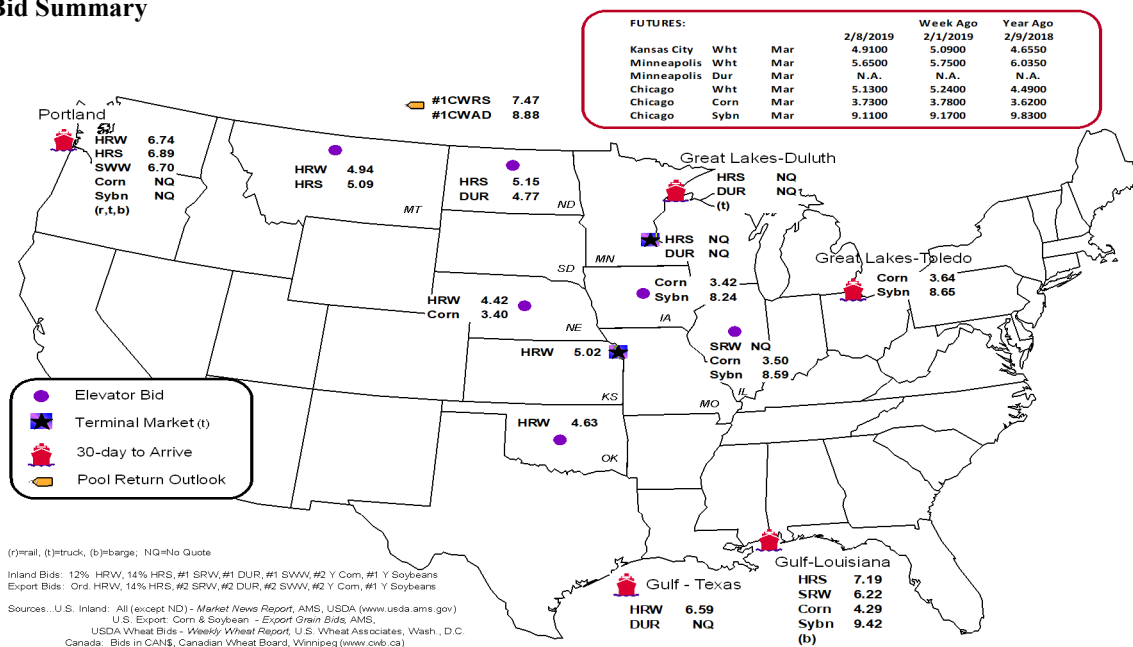 Bid Summary
FUTURES: Week Ago Year Ago
2/8/2019 2/1/2019 2/9/2018
Kansas City Wht Mar 4.9100 5.0900 4.6550
Minneapolis Wht Mar 5.6500 5.7500 6.0350
Minneapolis Dur Mar N.A. N.A. N.A.
Chicago Wht Mar 5.1300 5.2400 4.4900
Chicago Corn Mar 3.7300 3.7800 3.6200
Chicago Sybn Mar 9.1100 9.1700 9.8300
#1CWRS 7.47
#1CWAD 8.88
Portland
HRW 6.74
HRS 6.89
SWW 6.70
Corn NQ
Sybn NQ
(r,t,b)
HRW 4.94
HRS 5.09
MT
HRS 5.15
DUR 4.77
ND
Great Lakes-Duluth
HRS NQ
DUR NQ
(t)
HRS NQ
DUR NQ
MN
SD
Great Lakes-Toledo
Corn 3.64
Sybn 8.65
Corn 3.42
Sybn 8.24
IA
HRW 4.42
Corn 3.40
NE
SRW NQ
Corn 3.50
Sybn 8.59
IL
HRW 5.02
KS
MO
HRW 4.63
OK
Elevator Bid
Terminal Market (t)
30-day to Arrive
Pool Return Outlook
Gulf - Texas
HRW 6.59
DUR NQ
Gulf-Louisiana
HRS 7.19
SRW 6.22
Corn 4.29
Sybn 9.42
(b)
(r)=rail, (t)=truck, (b)=barge; NQ=No Quote
Inland Bids: 12% HRW, 14% HRS, #1 SRW, #1 DUR, #1 SWW, #2 Y Corn, #1 Y Soybeans
Export Bids: Ord. HRW, 14% HRS, #2 SRW, #2 DUR, #2 SWW, #2 Y Corn, #1 Y Soybeans
Sources...U.S. Inland: All (except ND) - Market News Report, AMS, USDA (www.usda.ams.gov)
U.S. Export: Corn & Soybean - Export Grain Bids, AMS,
USDA Wheat Bids - Weekly Wheat Report, U.S. Wheat Associates, Wash., D.C.
Canada: Bids in CAN$, Canadian Wheat Board, Winnipeg (www.cwb.ca)